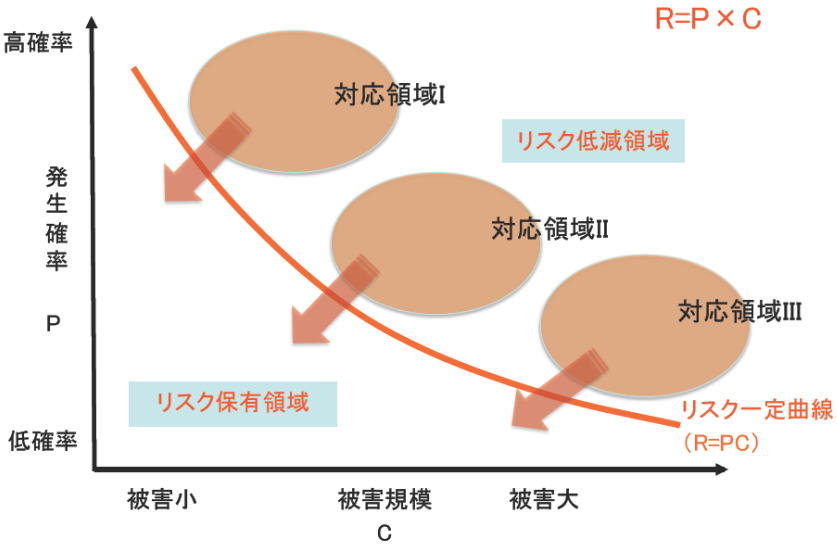 R=P×C
高確率
対応領域I
リスク低減領域
発生確率
P
対応領域II
対応領域III
リスク保有領域
リスク一定曲線
（R=PC）
低確率
被害小
被害規模
C
被害大